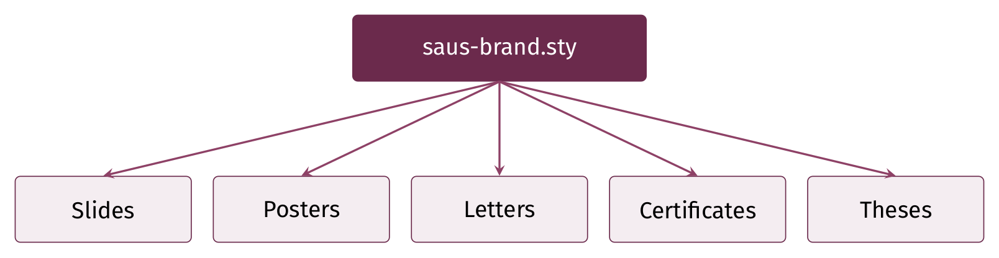 saus-brand.sty
Slides
Posters
Letters
Certificates
Theses